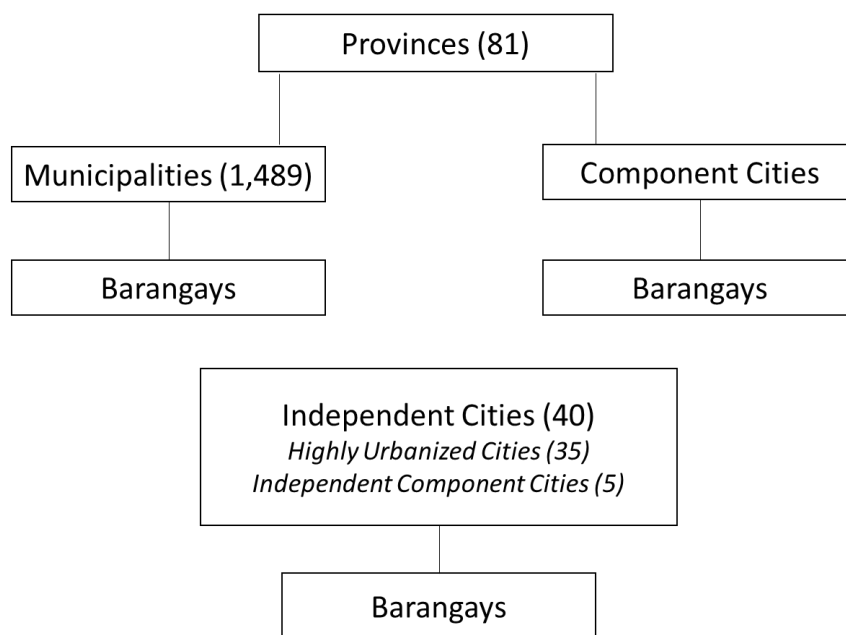 Provinces (81)
Municipalities (1,489)
Component Cities
Barangays
Barangays
Independent Cities (40)
Highly Urbanized Cities (35)
Independent Component Cities (5)
Barangays